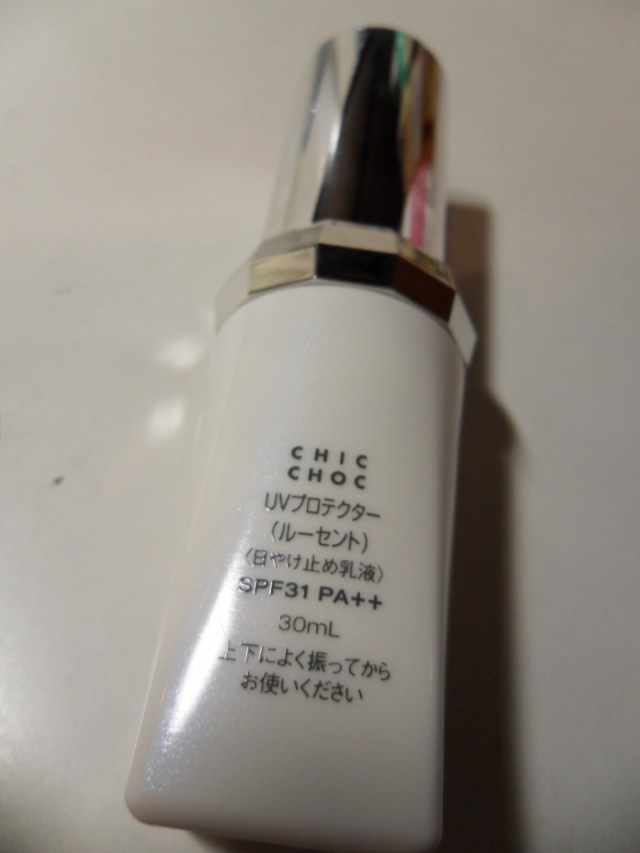 CHIC
CHOC
UVプロテクター
(ルーセント)
〈日やけ止め乳液〉
SPF31 PA++
30mL
上下によく振ってから
お使いください